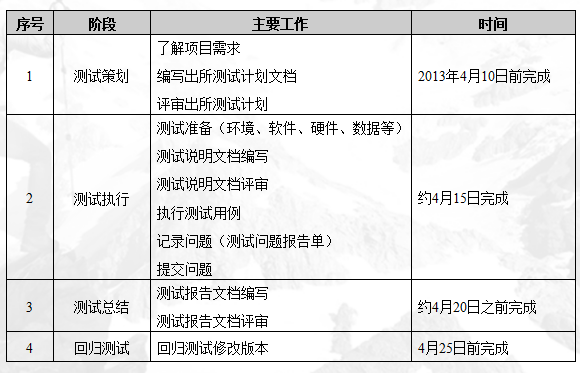 序号 阶段 主要工作 时间
1 测试策划 了解项目需求 2013年4月10日前完成
编写出所测试计划文档
评审出所测试计划
2 测试执行 测试准备（环境、软件、硬件、数据等） 约4月15日完成
测试说明文档编写
测试说明文档评审
执行测试用例
记录问题（测试问题报告单）
提交问题
3 测试总结 测试报告文档编写 约4月20日之前完成
测试报告文档评审
4 回归测试 回归测试修改版本 4月25日前完成